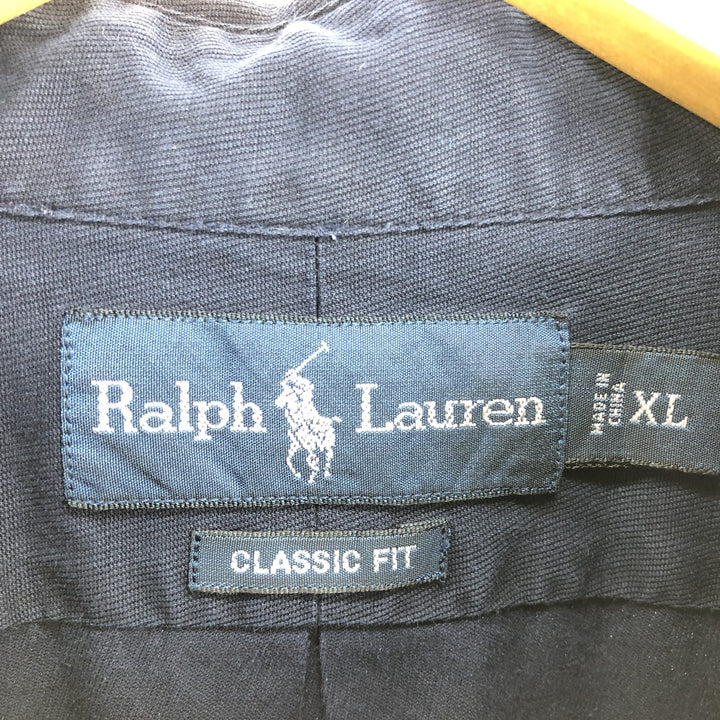 Ralph Lauren
MADE IN
CHINA
XL
CLASSIC FIT